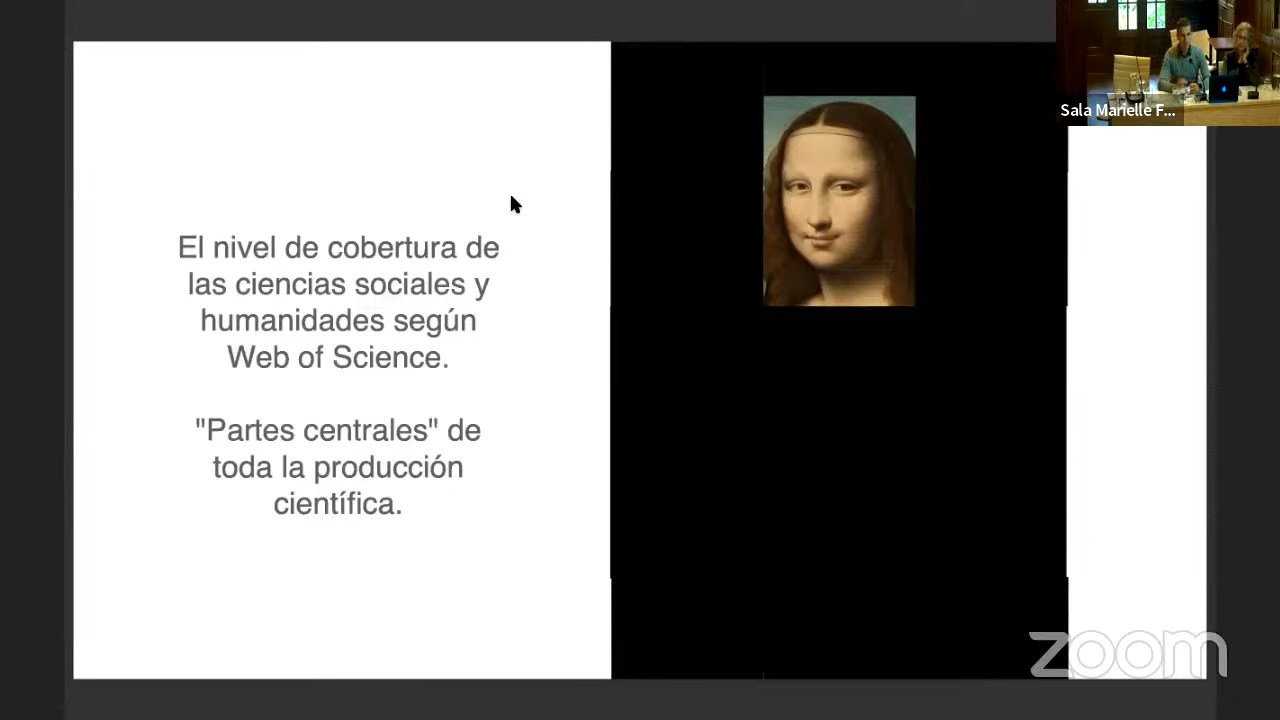 Sala Marielle F...
El nivel de cobertura de
las ciencias sociales y
humanidades según
Web of Science.
"Partes centrales" de
toda la producción
científica.
zoom